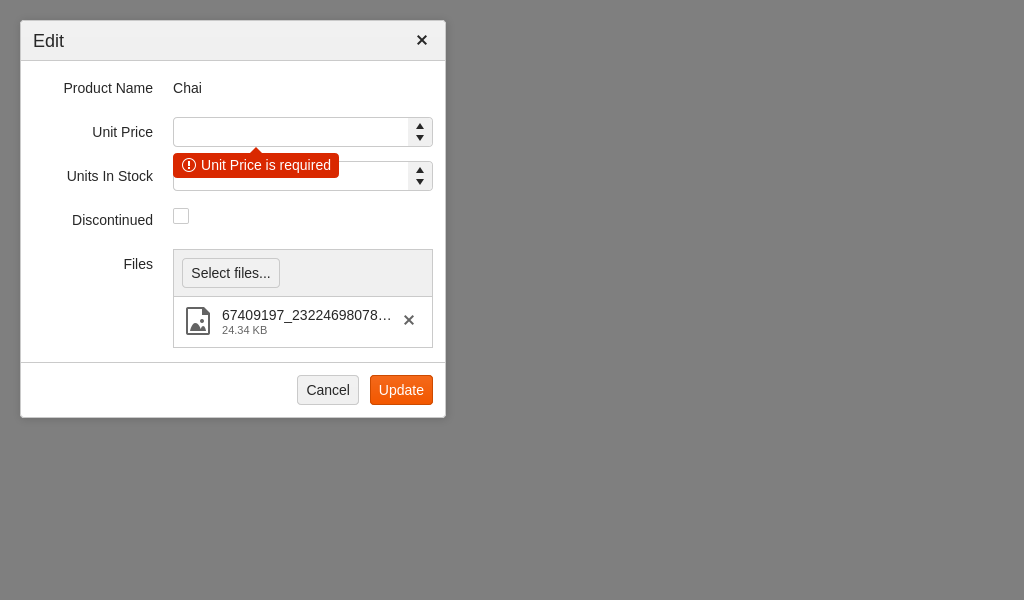 Edit
Product Name Chai
Unit Price
Unit Price is required
Units In Stock
Discontinued
Files
Select files...
67409197_23224698078…
24.34 KB
Cancel Update